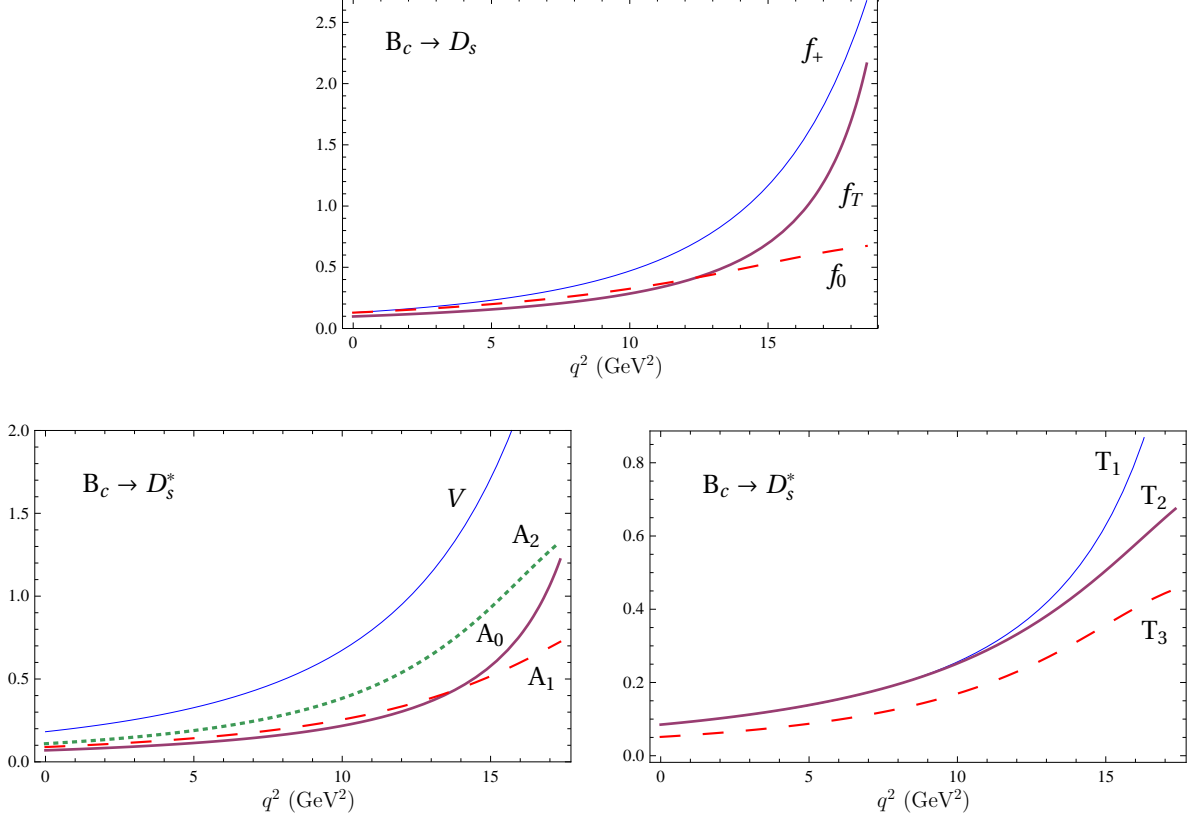 2.5
2.0
1.5
1.0
0.5
0.0
B_c → D_s
f_+
f_T
f_0
0 5 10 15
q^2 (GeV^2)
2.0
1.5
1.0
0.5
0.0
B_c → D_s^*
V
A_2
A_0
A_1
0 5 10 15
q^2 (GeV^2)
0.8
0.6
0.4
0.2
0.0
B_c → D_s^*
T_1
T_2
T_3
0 5 10 15
q^2 (GeV^2)